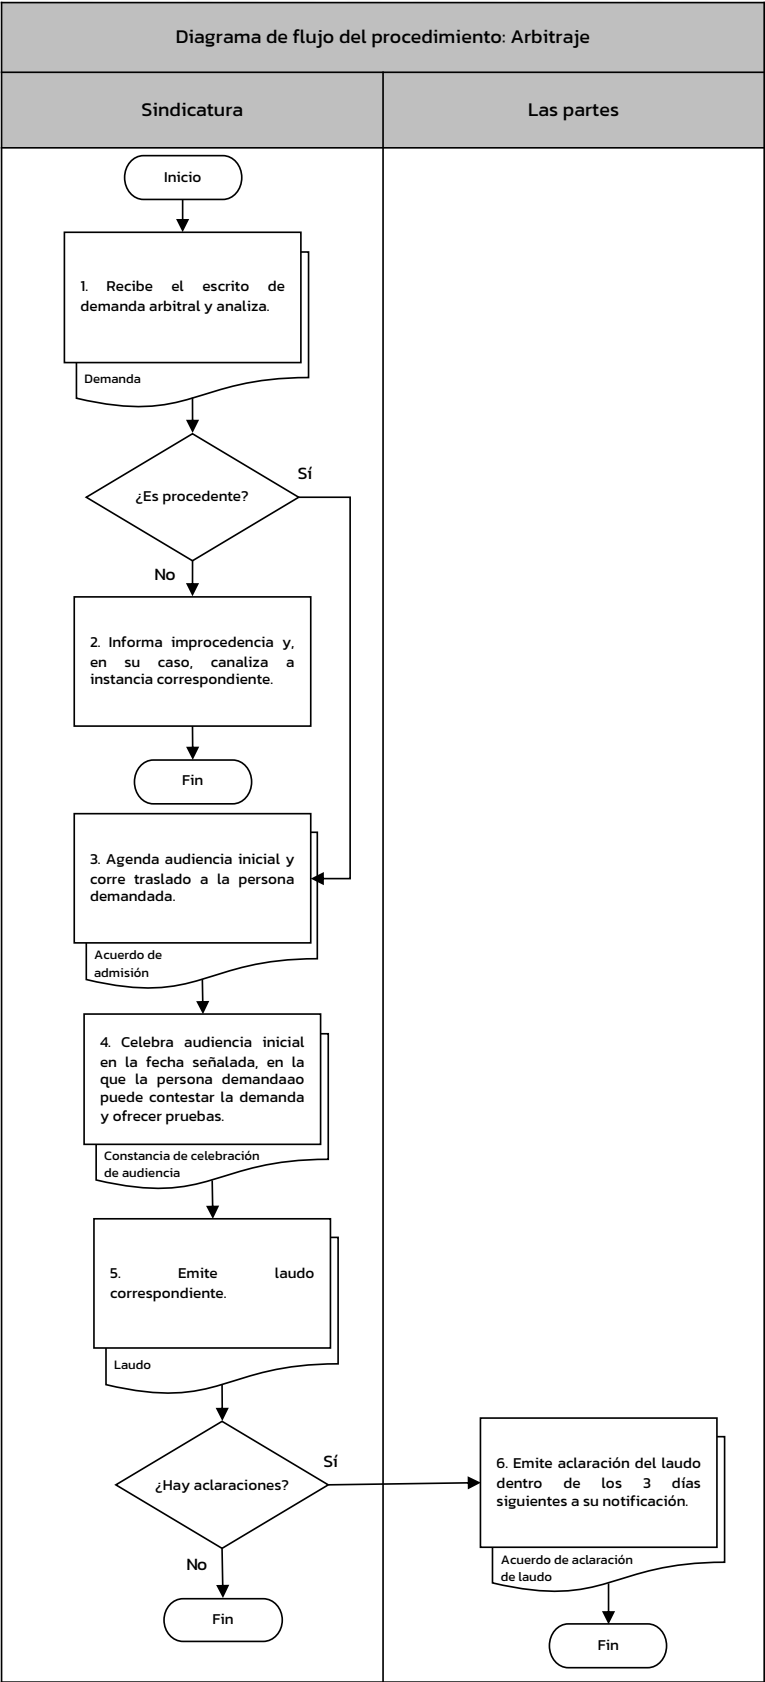 Diagrama de flujo del procedimiento: Arbitraje
Sindicatura
Las partes
Inicio
1. Recibe el escrito de
demanda arbitral y analiza.
Demanda
¿Es procedente?
Sí
No
2. Informa improcedencia y,
en su caso, canaliza a
instancia correspondiente.
Fin
3. Agenda audiencia inicial y
corre traslado a la persona
demandada.
Acuerdo de
admisión
4. Celebra audiencia inicial
en la fecha señalada, en la
que la persona demandaao
puede contestar la demanda
y ofrecer pruebas.
Constancia de celebración
de audiencia
5. Emite laudo
correspondiente.
Laudo
¿Hay aclaraciones?
Sí
No
Fin
6. Emite aclaración del laudo
dentro de los 3 días
siguientes a su notificación.
Acuerdo de aclaración
de laudo
Fin